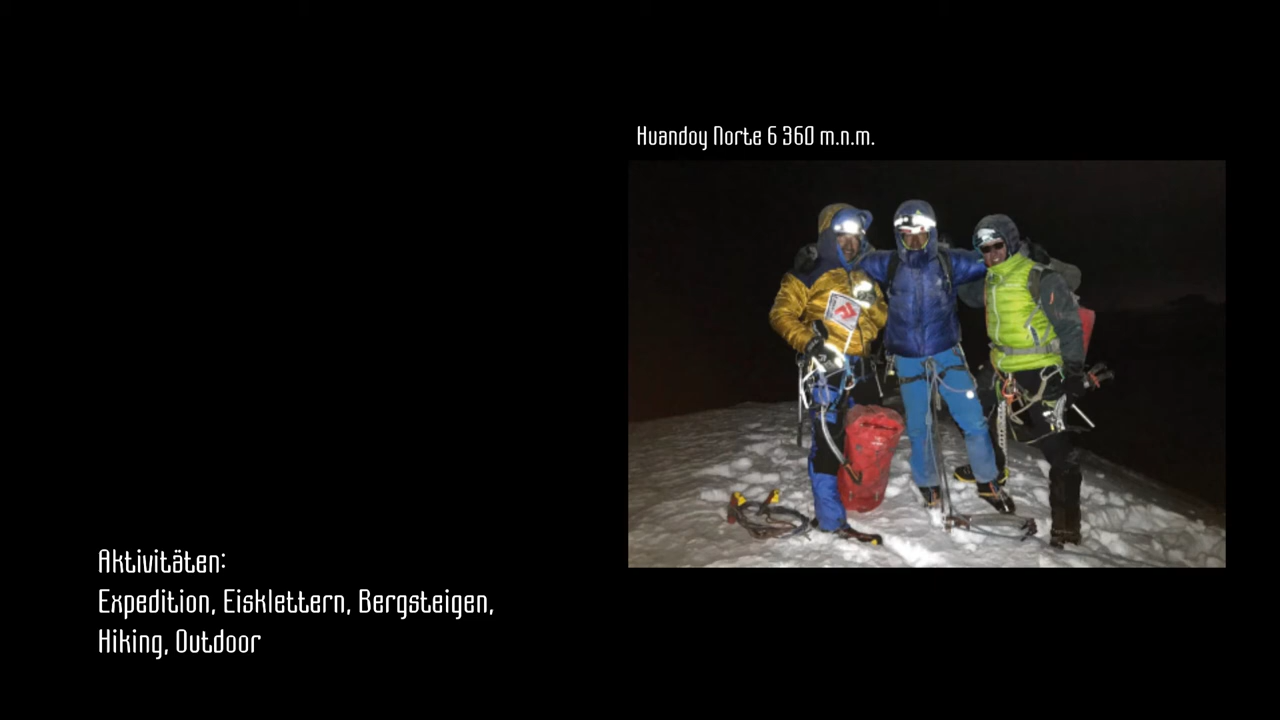 Huandoy Norte 6 360 m.n.m.
Aktivitäten:
Expedition, Eisklettern, Bergsteigen,
Hiking, Outdoor